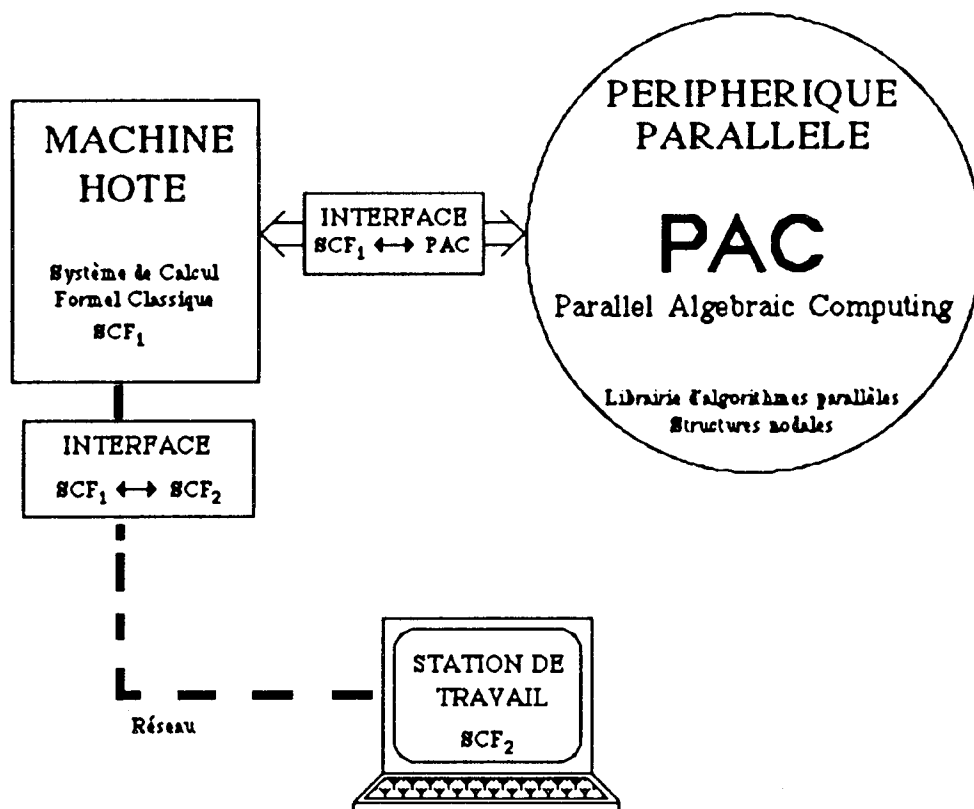 MACHINE
HOTE
Système de Calcul
Formel Classique
SCF1
INTERFACE
SCF1 ↔ PAC
PERIPHERIQUE
PARALLELE
PAC
Parallel Algebraic Computing
Librairie d'algorithmes parallèles
Structures nodales
INTERFACE
SCF1 ↔ SCF2
Réseau
STATION DE
TRAVAIL
SCF2